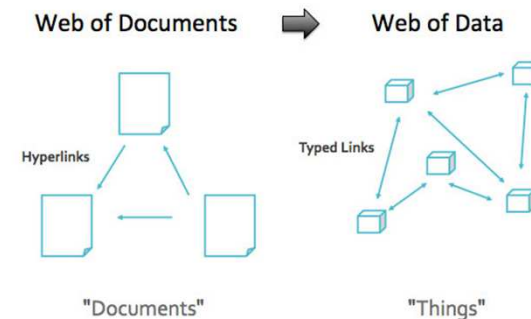 Web of Documents
Web of Data
Hyperlinks
Typed Links
"Documents"
"Things"